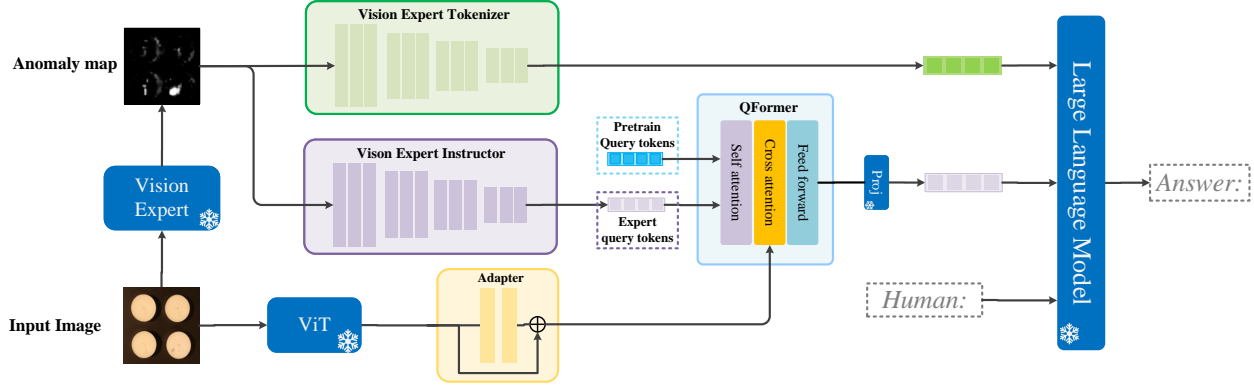 Vision Expert Tokenizer
Anomaly map
QFormer
Pretrain
Query tokens
Vison Expert Instructor
Self attention
Cross attention
Feed forward
Proj
Large Language Model
Vision
Expert
Answer:
Expert
query tokens
Adapter
Human:
Input Image
ViT